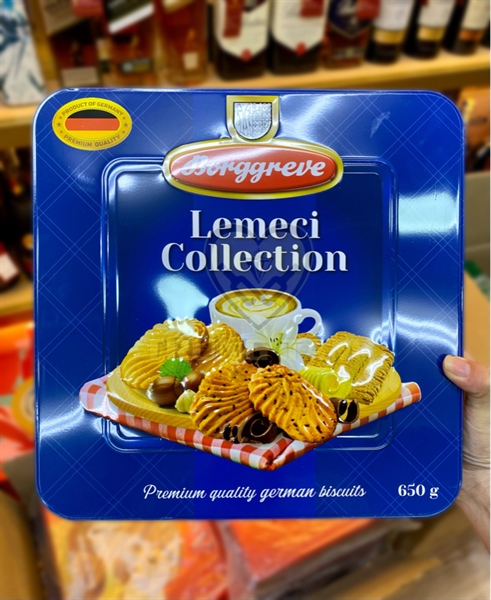 PRODUCT OF GERMANY
PREMIUM QUALITY
Borggreve
Lemeci
Collection
Premium quality german biscuits
650 g